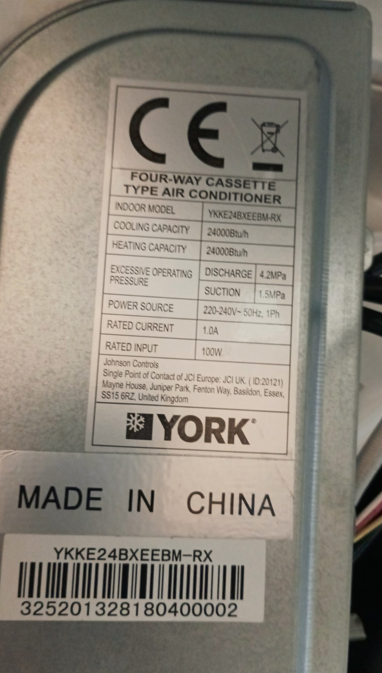 CE
FOUR-WAY CASSETTE
TYPE AIR CONDITIONER
INDOOR MODEL YKKE24BXEEBM-RX
COOLING CAPACITY 24000Btu/h
HEATING CAPACITY 24000Btu/h
EXCESSIVE OPERATING PRESSURE DISCHARGE 4.2MPa
SUCTION 1.5MPa
POWER SOURCE 220-240V~ 50Hz, 1Ph
RATED CURRENT 1.0A
RATED INPUT 100W
Johnson Controls
Single Point of Contact of JCI Europe: JCI UK. ( ID:20121)
Mayne House, Juniper Park, Fenton Way, Basildon, Essex,
SS15 6RZ, United Kingdom
YORK®
MADE IN CHINA
YKKE24BXEEBM-RX
325201328180400002